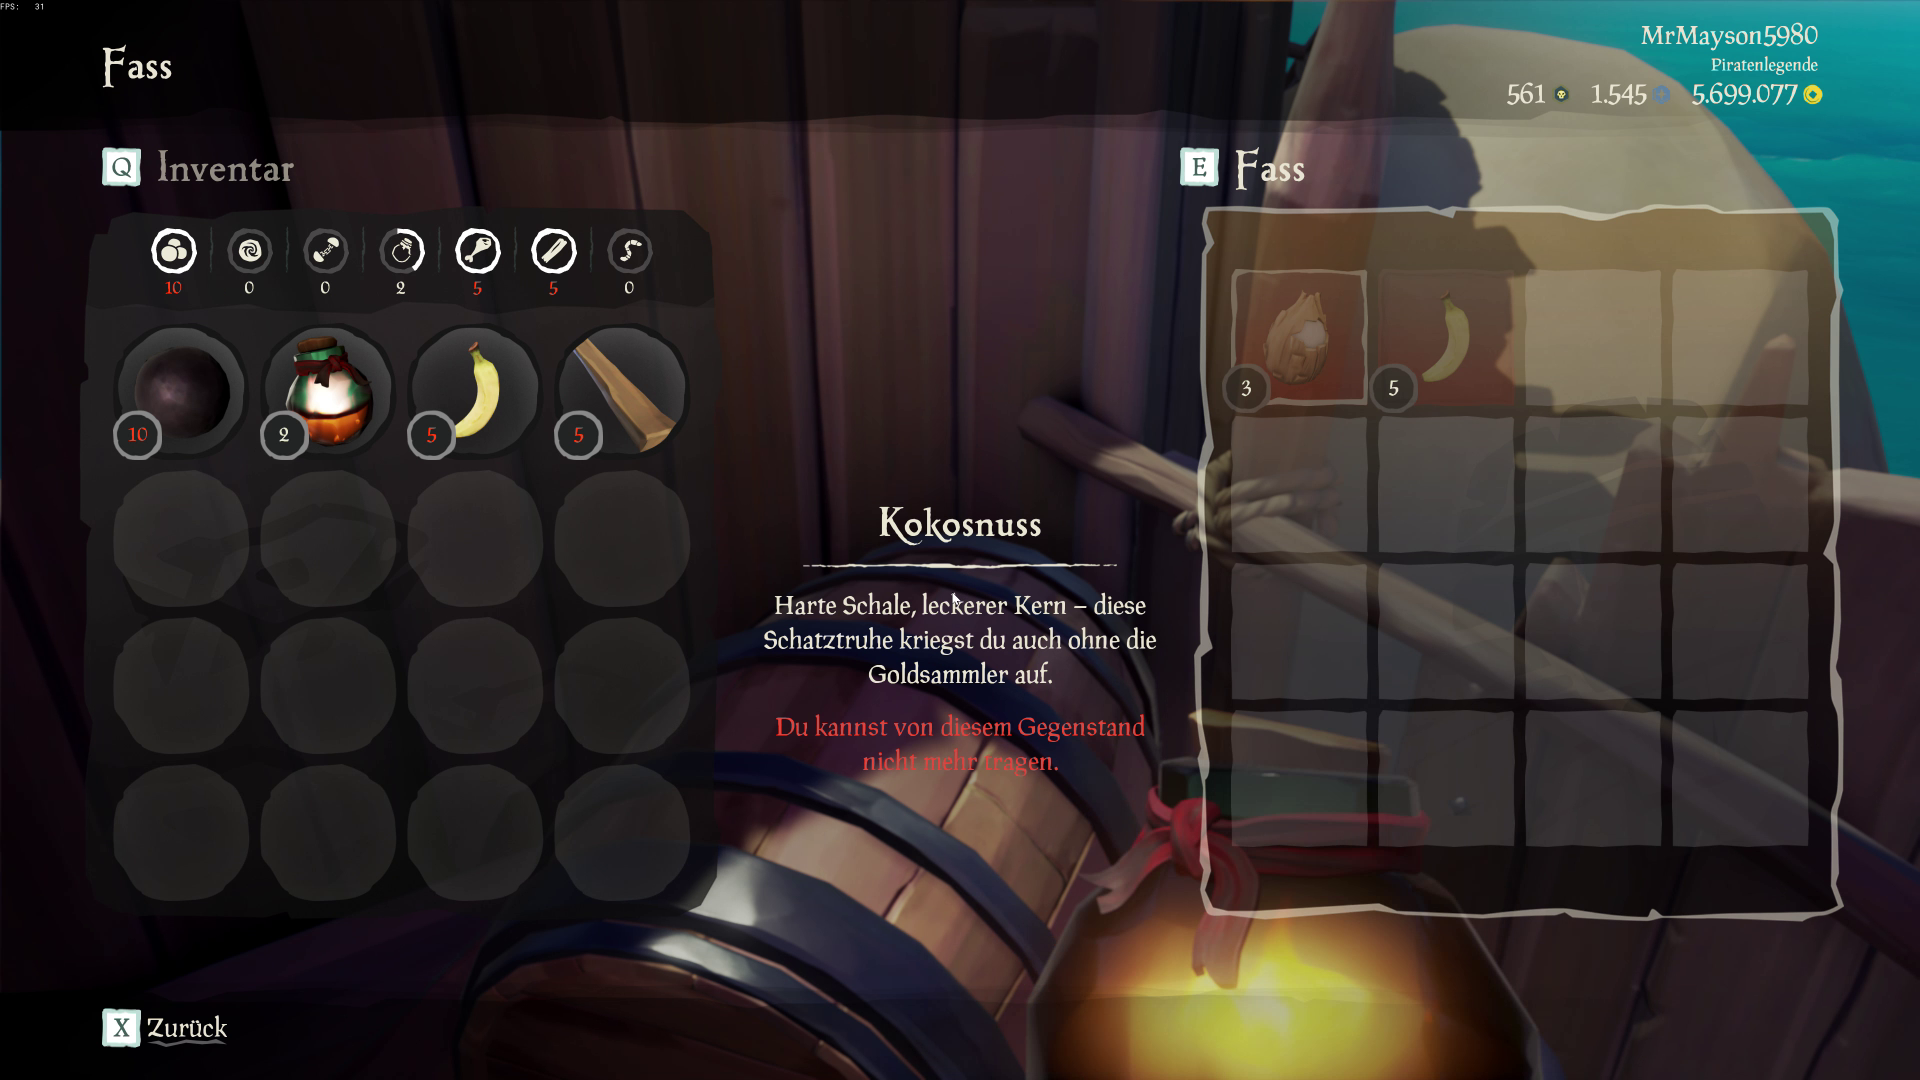 FPS: 31
Fass
MrMayson5980
Piratenlegende
561 1.545 5.699.077
Q Inventar
E Fass
10 0 0 2 5 5 0
10 2 5 5
3 5
Kokosnuss
Harte Schale, leckerer Kern – diese
Schatztruhe kriegst du auch ohne die
Goldsammler auf.
Du kannst von diesem Gegenstand
nicht mehr tragen.
X Zurück